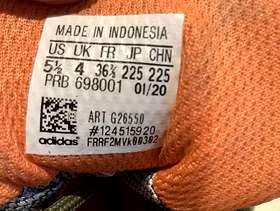 MADE IN INDONESIA
US UK FR JP CHN
5½ 4 36⅔ 225 225
PRB 698001 01/20
ART G26550
#124515920
adidas
FRRF2MVk00302